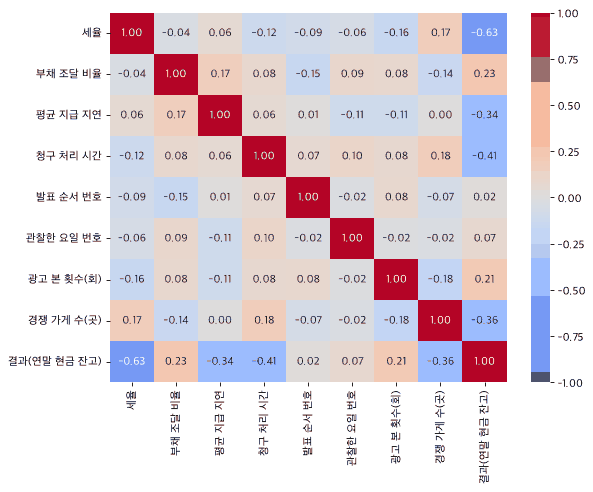 세율 1.00 -0.04 0.06 -0.12 -0.09 -0.06 -0.16 0.17 -0.63
부채 조달 비율 -0.04 1.00 0.17 0.08 -0.15 0.09 0.08 -0.14 0.23
평균 지급 지연 0.06 0.17 1.00 0.06 0.01 -0.11 -0.11 0.00 -0.34
청구 처리 시간 -0.12 0.08 0.06 1.00 0.07 0.10 0.08 0.18 -0.41
발표 순서 번호 -0.09 -0.15 0.01 0.07 1.00 -0.02 0.08 -0.07 0.02
관찰한 요일 번호 -0.06 0.09 -0.11 0.10 -0.02 1.00 -0.02 -0.02 0.07
광고 본 횟수(회) -0.16 0.08 -0.11 0.08 0.08 -0.02 1.00 -0.18 0.21
경쟁 가게 수(곳) 0.17 -0.14 0.00 0.18 -0.07 -0.02 -0.18 1.00 -0.36
결과(연말 현금 잔고) -0.63 0.23 -0.34 -0.41 0.02 0.07 0.21 -0.36 1.00
세율
부채 조달 비율
평균 지급 지연
청구 처리 시간
발표 순서 번호
관찰한 요일 번호
광고 본 횟수(회)
경쟁 가게 수(곳)
결과(연말 현금 잔고)
1.00
0.75
0.50
0.25
0.00
-0.25
-0.50
-0.75
-1.00